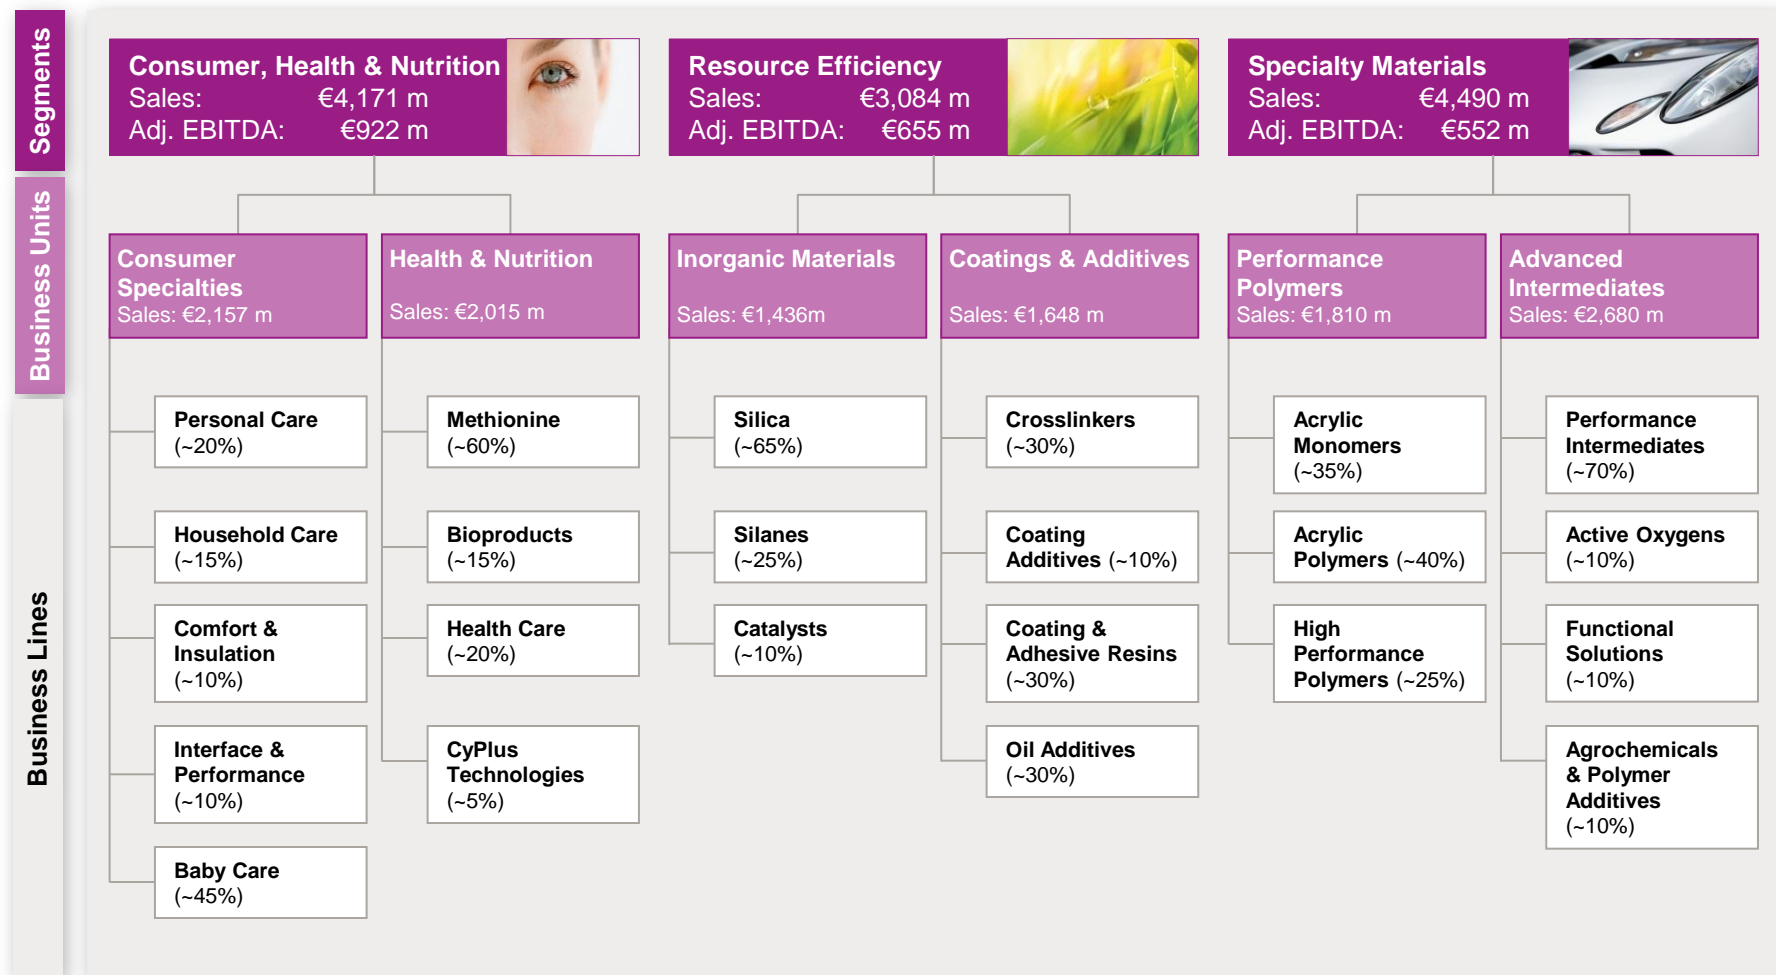 Segments
Consumer, Health & Nutrition
Sales: €4,171 m
Adj. EBITDA: €922 m
Resource Efficiency
Sales: €3,084 m
Adj. EBITDA: €655 m
Specialty Materials
Sales: €4,490 m
Adj. EBITDA: €552 m
Business Units
Consumer
Specialties
Sales: €2,157 m
Health & Nutrition
Sales: €2,015 m
Inorganic Materials
Sales: €1,436m
Coatings & Additives
Sales: €1,648 m
Performance
Polymers
Sales: €1,810 m
Advanced
Intermediates
Sales: €2,680 m
Business Lines
Personal Care
(~20%)
Household Care
(~15%)
Comfort &
Insulation
(~10%)
Interface &
Performance
(~10%)
Baby Care
(~45%)
Methionine
(~60%)
Bioproducts
(~15%)
Health Care
(~20%)
CyPlus
Technologies
(~5%)
Silica
(~65%)
Silanes
(~25%)
Catalysts
(~10%)
Crosslinkers
(~30%)
Coating
Additives (~10%)
Coating &
Adhesive Resins
(~30%)
Oil Additives
(~30%)
Acrylic
Monomers
(~35%)
Acrylic
Polymers (~40%)
High
Performance
Polymers (~25%)
Performance
Intermediates
(~70%)
Active Oxygens
(~10%)
Functional
Solutions
(~10%)
Agrochemicals
& Polymer
Additives
(~10%)